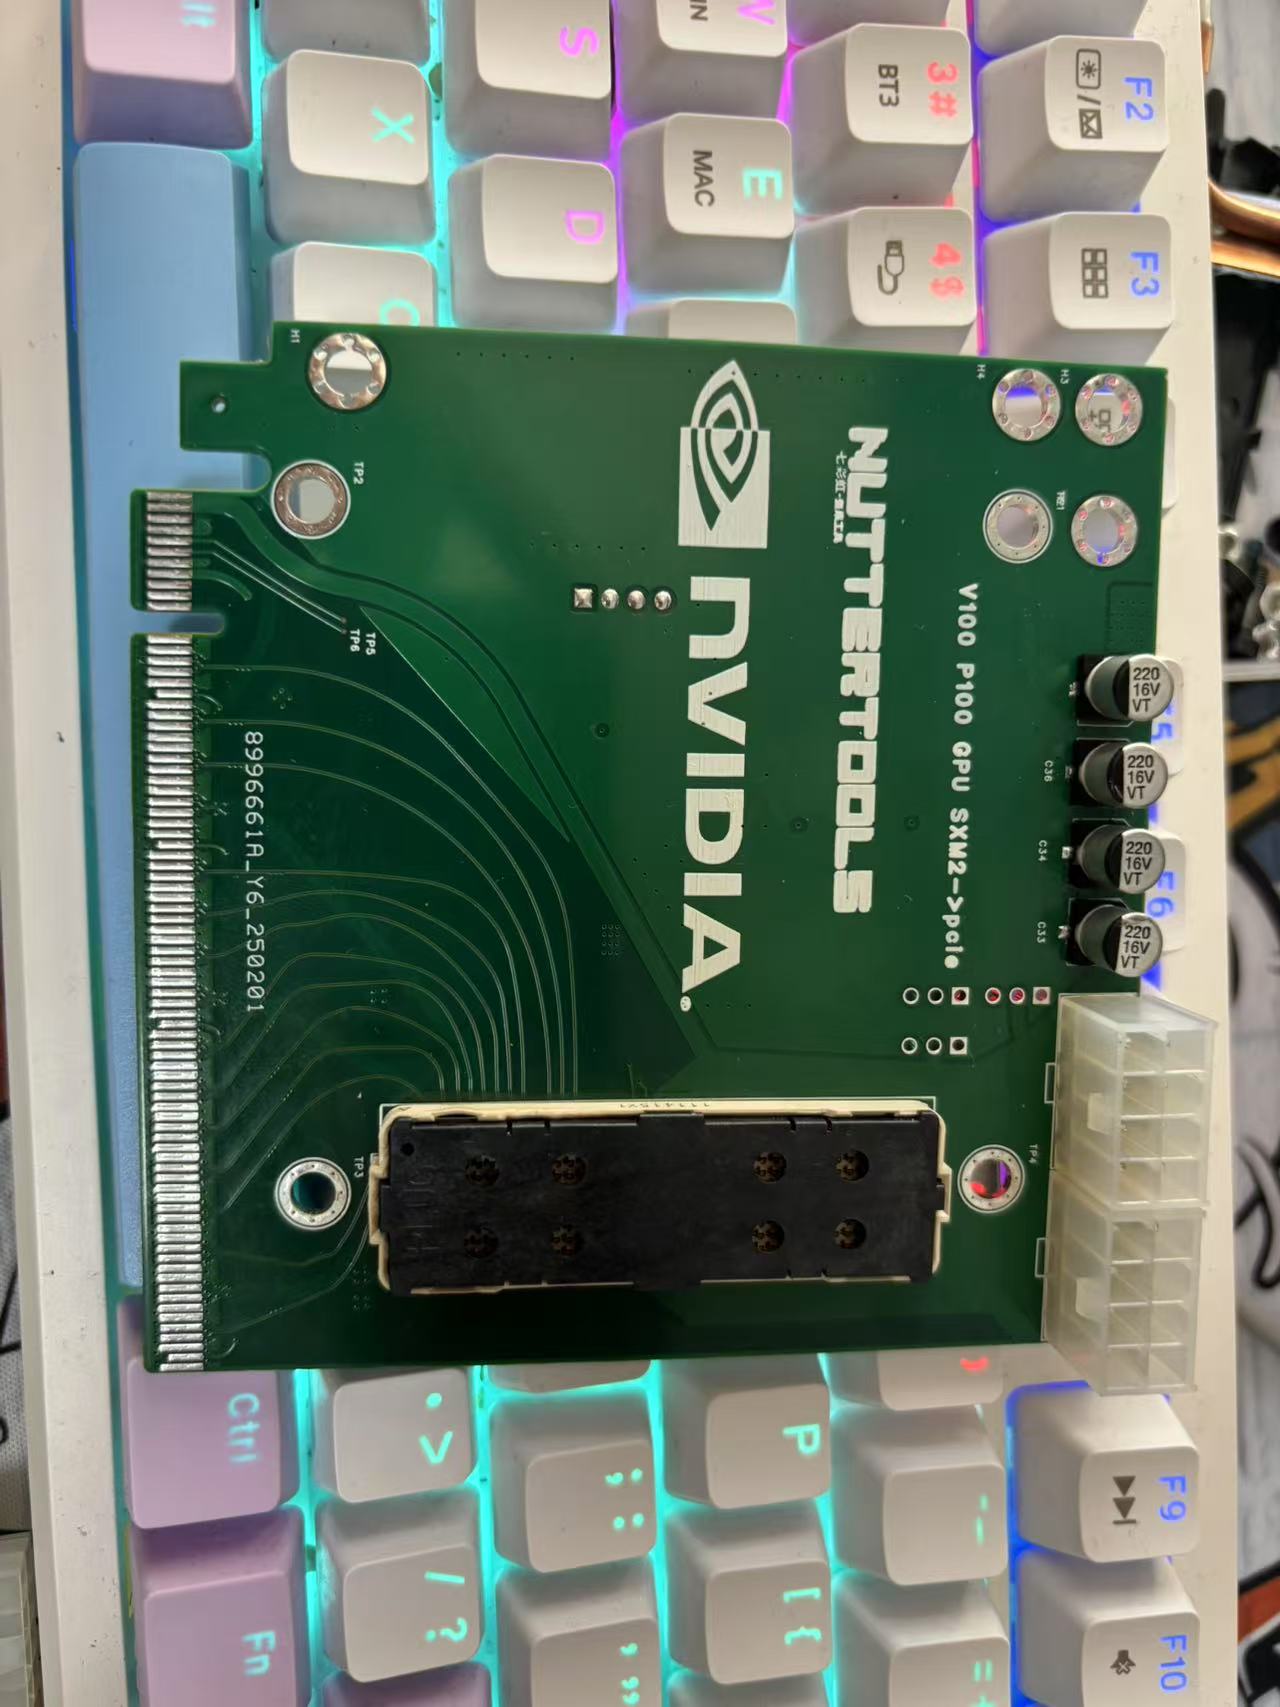 S
IN
3#
BT3
F2
X
E
MAC
D
4$
F3
H1
H4
H3
TP2
NVIDIA
NUTTERTOOLS
V100 P100 GPU SXM2->pcie
TP5
TP6
8996661A_Y6_250201
220
16V
VT
C36
220
16V
VT
C34
220
16V
VT
C33
220
16V
VT
F5
F6
TP3
TP4
Ctrl
. >
; :
P
- _
F9
Fn
/ ?
[ {
F10